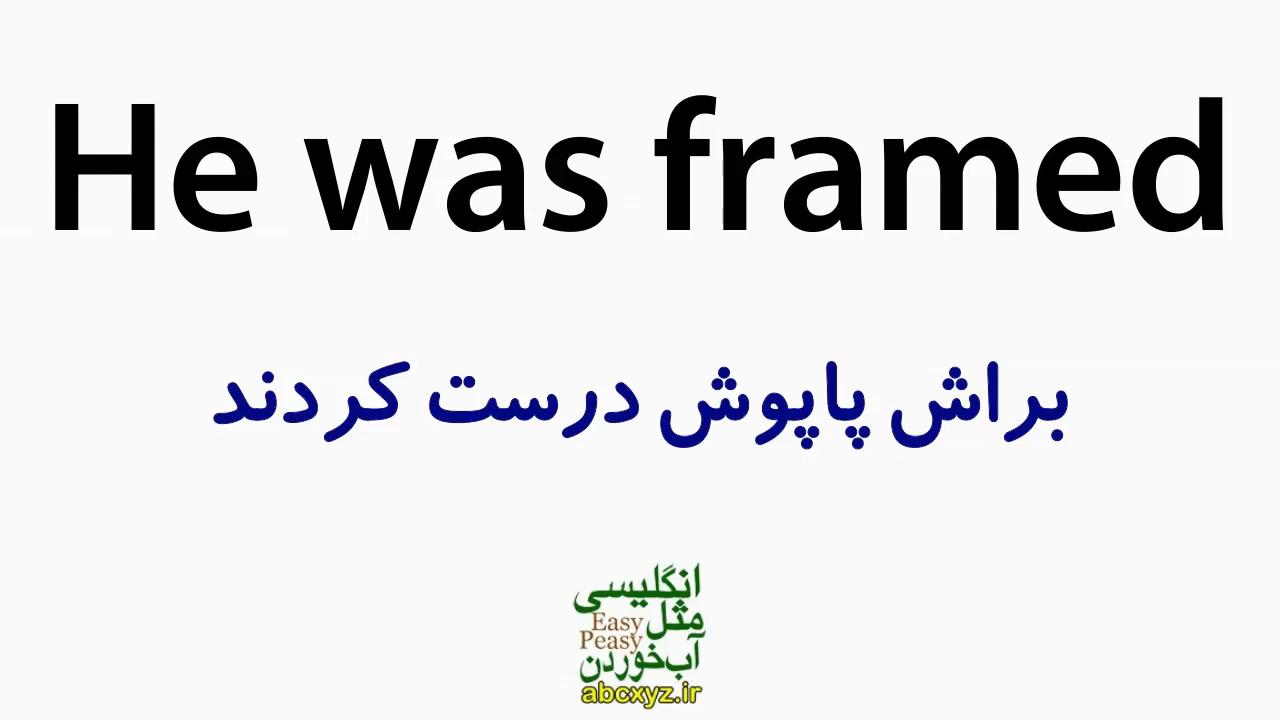 He was framed
براش پاپوش درست کردند
انگلیسی
مثل Easy
Peasy
آب‌خوردن
abcxyz.ir